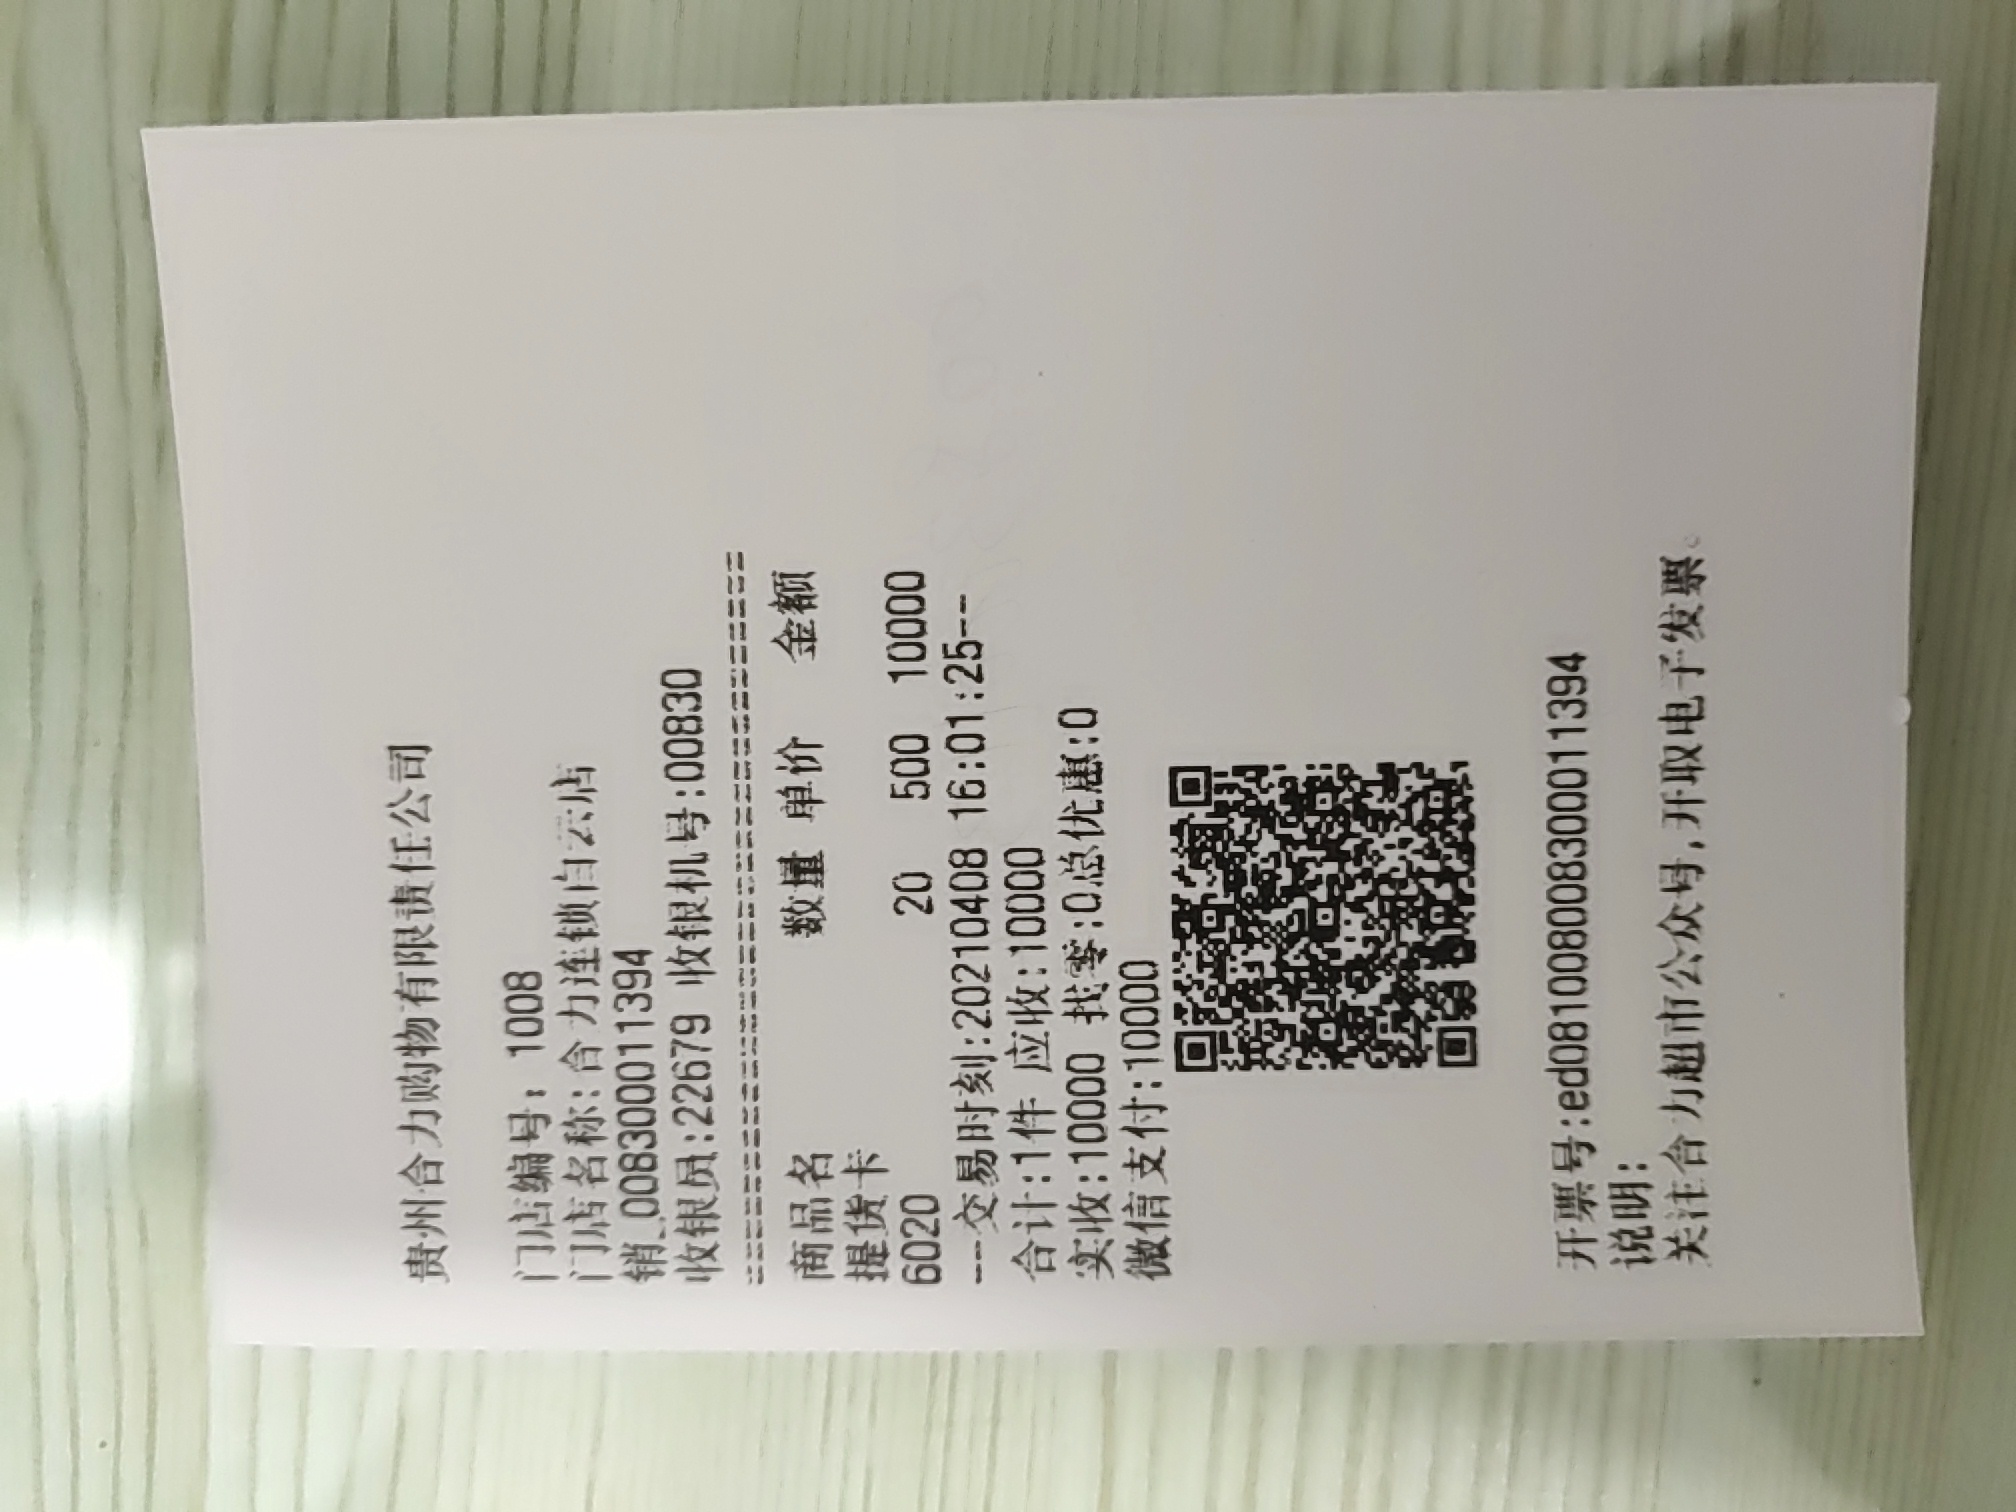 贵州合力购物有限责任公司
门店编号: 1008
门店名称:合力连锁白云店
销_0083000011394
收银员:22679 收银机号:00830
================================
商品名 数量 单价 金额
提货卡
6020 20 500 10000
---交易时刻:20210408 16:01:25--
合计:1件 应收:10000
实收:10000 找零:0总优惠:0
微信支付:10000
开票号:ed081008008300011394
说明:
关注合力超市公众号,开取电子发票。